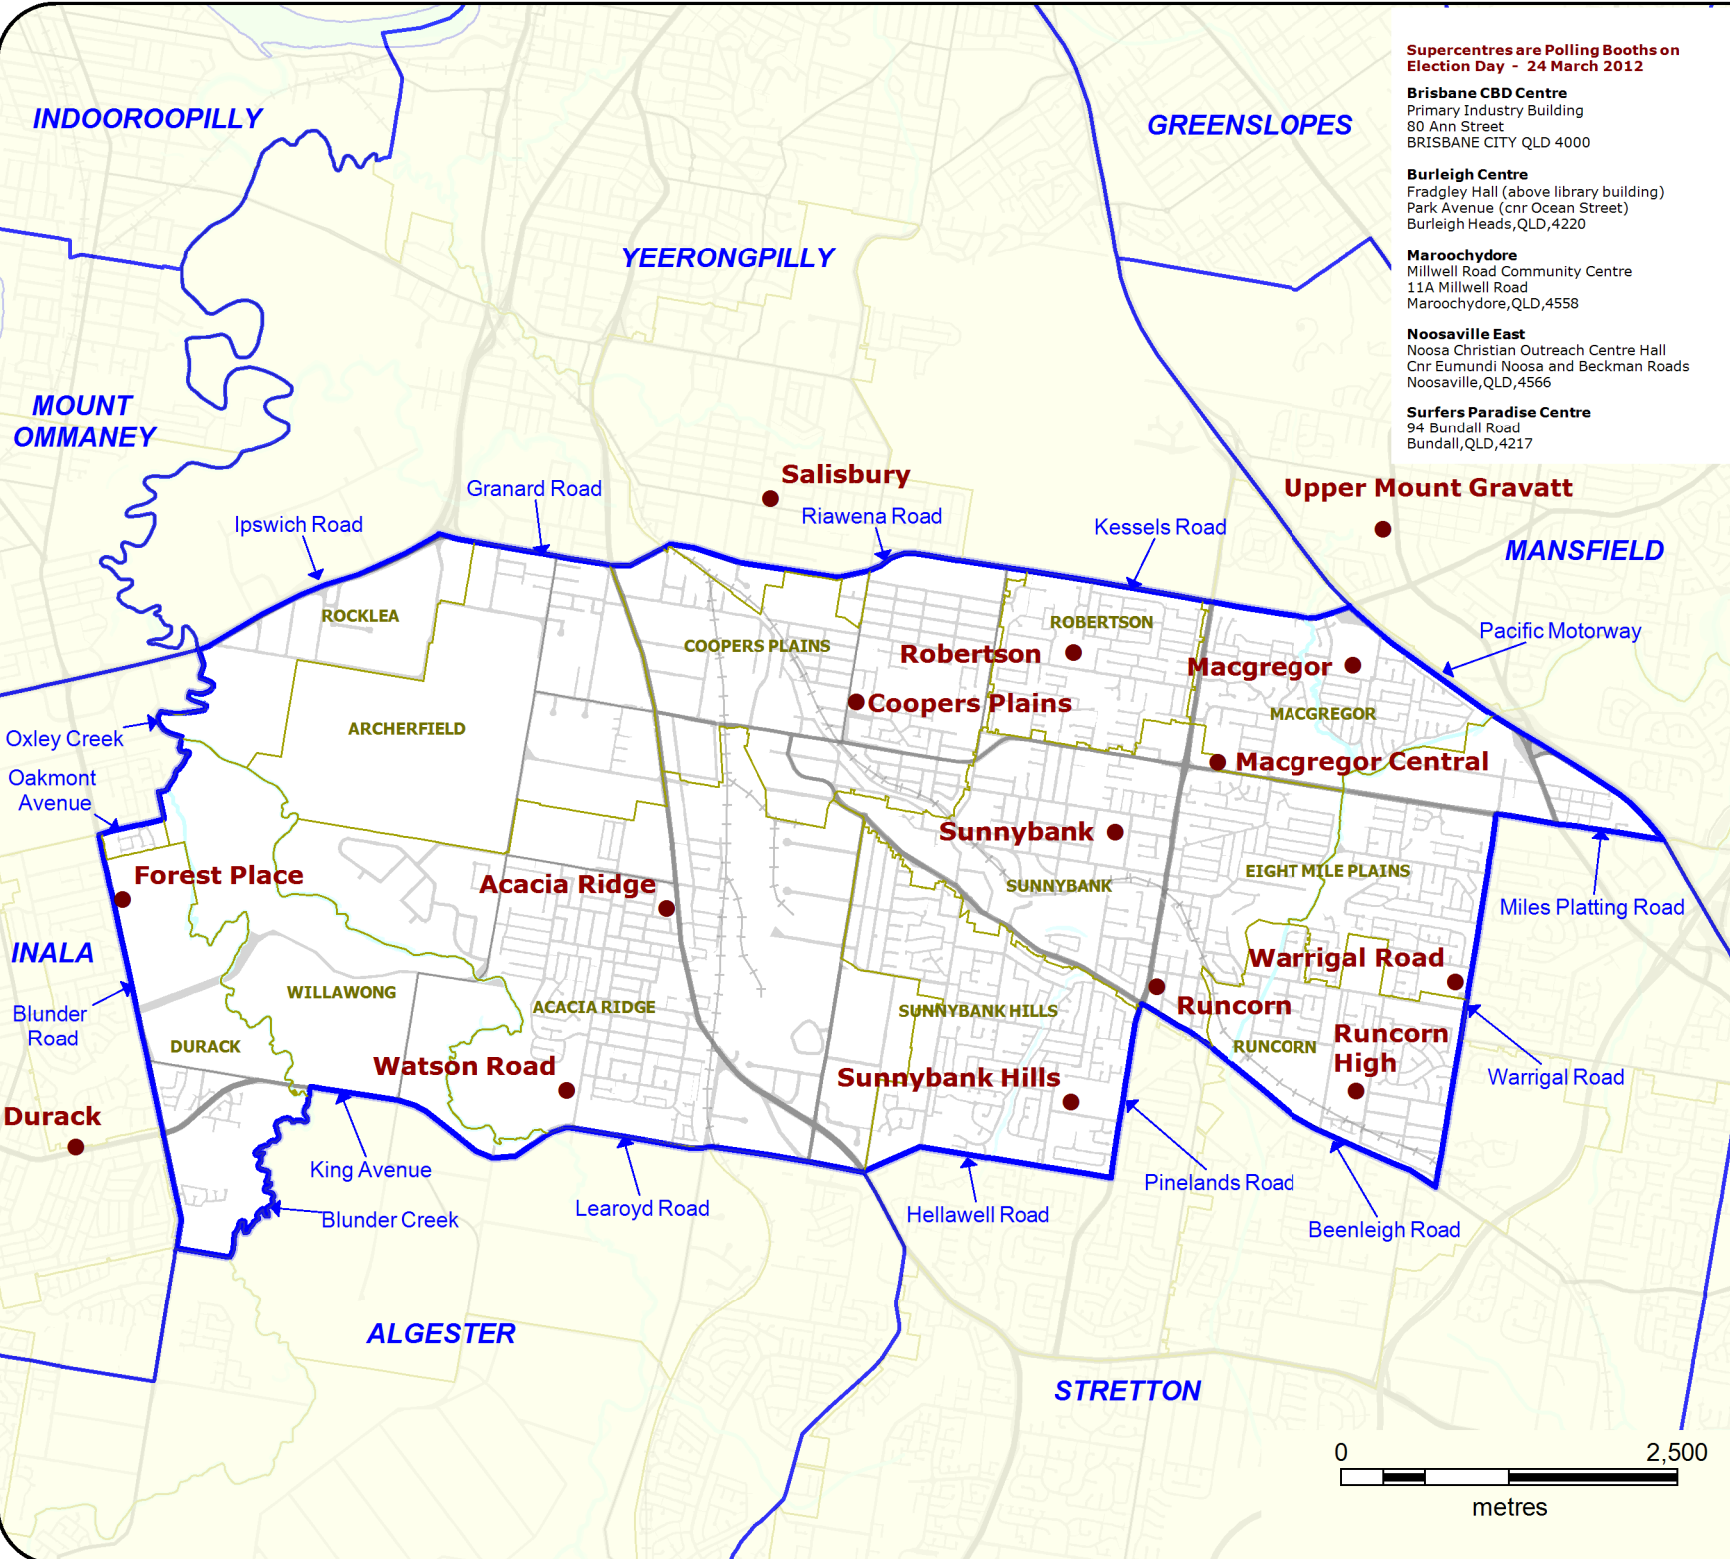 Supercentres are Polling Booths on
Election Day - 24 March 2012
Brisbane CBD Centre
Primary Industry Building
80 Ann Street
BRISBANE CITY QLD 4000
Burleigh Centre
Fradgley Hall (above library building)
Park Avenue (cnr Ocean Street)
Burleigh Heads,QLD,4220
Maroochydore
Millwell Road Community Centre
11A Millwell Road
Maroochydore,QLD,4558
Noosaville East
Noosa Christian Outreach Centre Hall
Cnr Eumundi Noosa and Beckman Roads
Noosaville,QLD,4566
Surfers Paradise Centre
94 Bundall Road
Bundall,QLD,4217
INDOOROOPILLY
GREENSLOPES
YEERONGPILLY
MOUNT
OMMANEY
Salisbury
Upper Mount Gravatt
Granard Road
Ipswich Road
Riawena Road
Kessels Road
MANSFIELD
ROCKLEA
ROBERTSON
Pacific Motorway
COOPERS PLAINS
Robertson
Macgregor
Coopers Plains
MACGREGOR
ARCHERFIELD
Oxley Creek
Macgregor Central
Oakmont
Avenue
Sunnybank
Forest Place
Acacia Ridge
SUNNYBANK
EIGHT MILE PLAINS
Miles Platting Road
INALA
Warrigal Road
WILLAWONG
ACACIA RIDGE
SUNNYBANK HILLS
Runcorn
Blunder
Road
DURACK
RUNCORN
Runcorn
High
Watson Road
Sunnybank Hills
Warrigal Road
Durack
King Avenue
Pinelands Road
Blunder Creek
Learoyd Road
Hellawell Road
Beenleigh Road
ALGESTER
STRETTON
0 2,500
metres